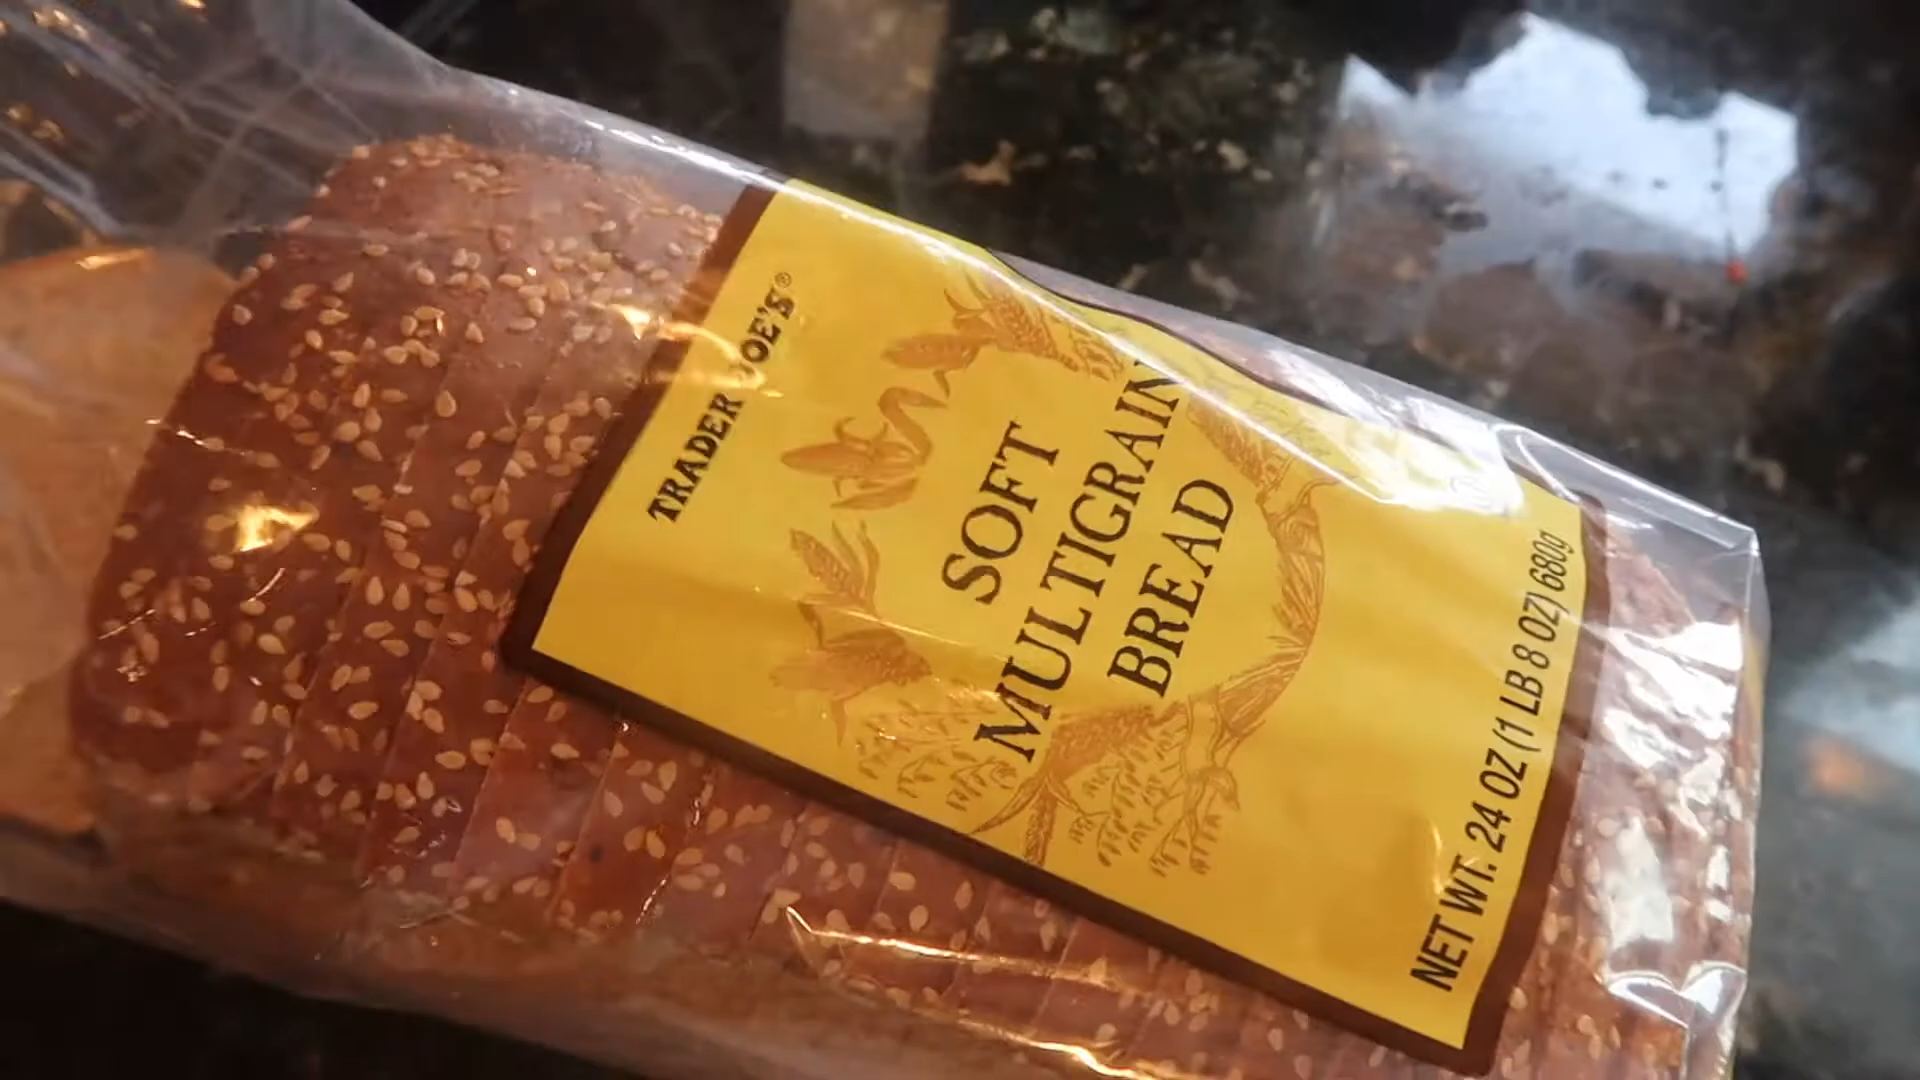 TRADER JOE'S®
SOFT
MULTIGRAIN
BREAD
NET WT. 24 OZ (1 LB 8 OZ) 680g